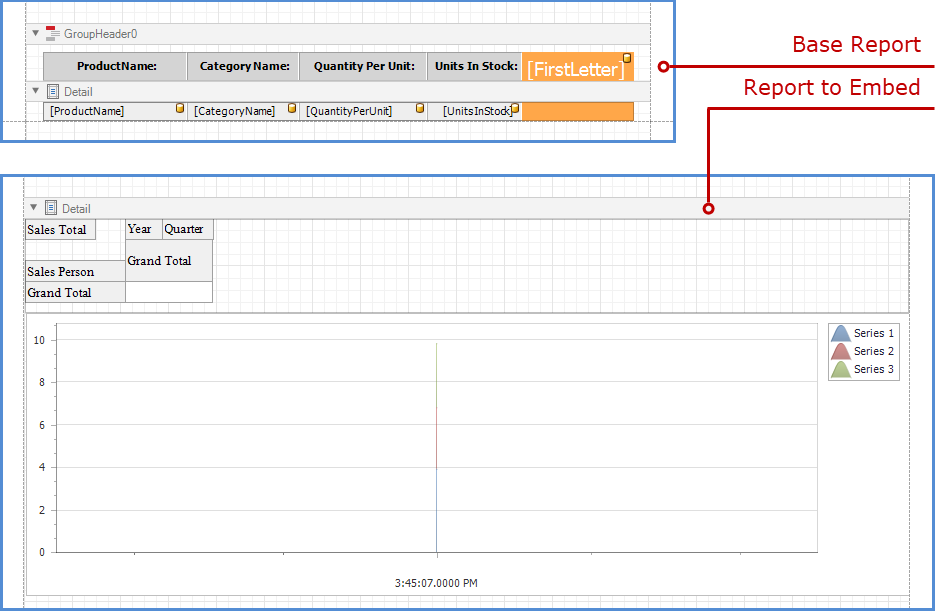 GroupHeader0
Base Report
ProductName: Category Name: Quantity Per Unit: Units In Stock: [FirstLetter]
Detail
Report to Embed
[ProductName] [CategoryName] [QuantityPerUnit] [UnitsInStock]
Detail
Sales Total Year Quarter
Grand Total
Sales Person
Grand Total
Series 1
10
Series 2
Series 3
8
6
4
2
0
3:45:07.0000 PM